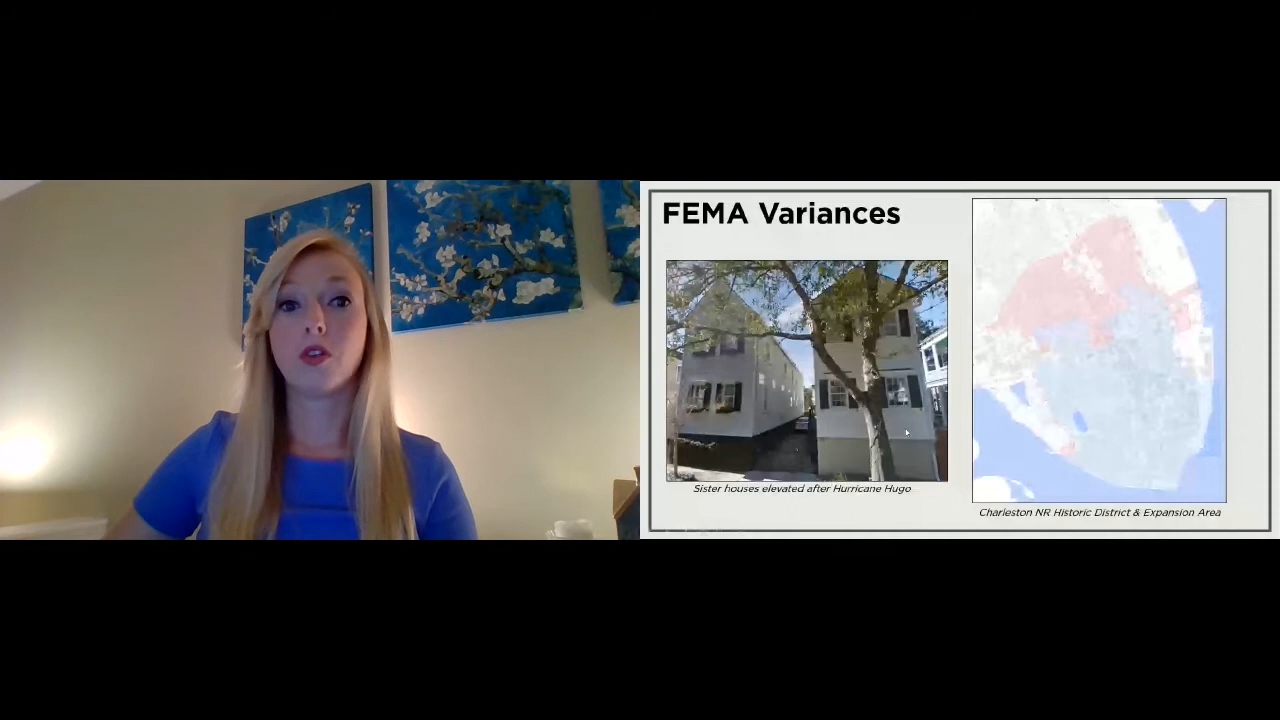 FEMA Variances
Sister houses elevated after Hurricane Hugo
Charleston NR Historic District & Expansion Area